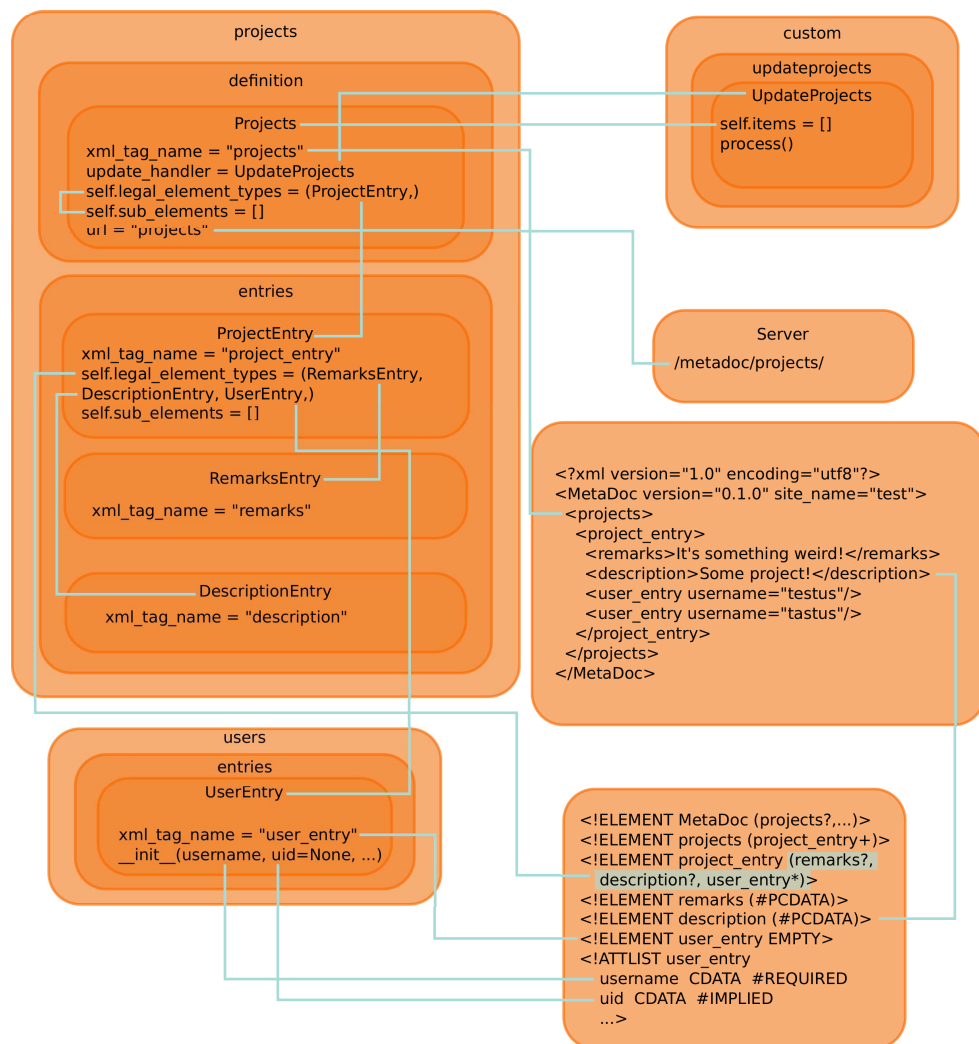 projects
definition
Projects
xml_tag_name = "projects"
update_handler = UpdateProjects
self.legal_element_types = (ProjectEntry,)
self.sub_elements = []
url = "projects"
entries
ProjectEntry
xml_tag_name = "project_entry"
self.legal_element_types = (RemarksEntry,
DescriptionEntry, UserEntry,)
self.sub_elements = []
RemarksEntry
xml_tag_name = "remarks"
DescriptionEntry
xml_tag_name = "description"
users
entries
UserEntry
xml_tag_name = "user_entry"
__init__(username, uid=None, ...)
custom
updateprojects
UpdateProjects
self.items = []
process()
Server
/metadoc/projects/
<?xml version="1.0" encoding="utf8"?>
<MetaDoc version="0.1.0" site_name="test">
<projects>
<project_entry>
<remarks>It's something weird!</remarks>
<description>Some project!</description>
<user_entry username="testus"/>
<user_entry username="tastus"/>
</project_entry>
</projects>
</MetaDoc>
<!ELEMENT MetaDoc (projects?,...)>
<!ELEMENT projects (project_entry+)>
<!ELEMENT project_entry (remarks?,
description?, user_entry*)>
<!ELEMENT remarks (#PCDATA)>
<!ELEMENT description (#PCDATA)>
<!ELEMENT user_entry EMPTY>
<!ATTLIST user_entry
username CDATA #REQUIRED
uid CDATA #IMPLIED
...>